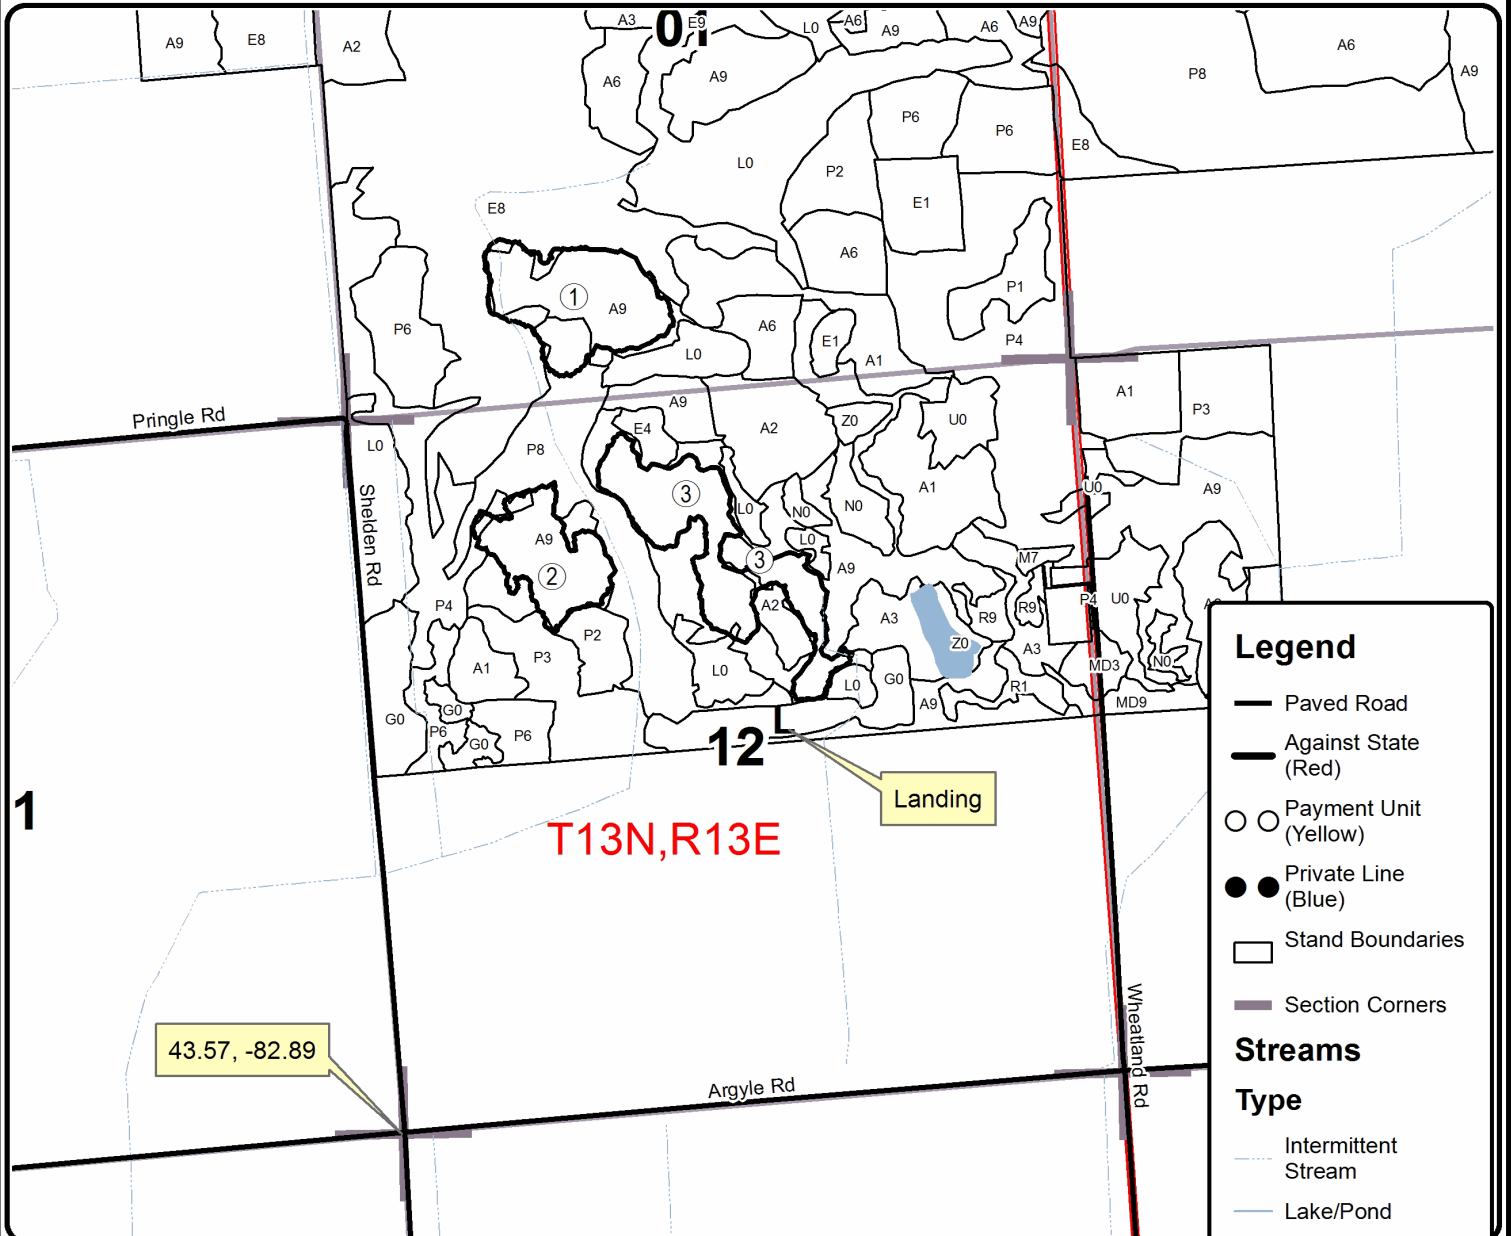 A9
E8
A2
A3
01
E9
L0
A6
A9
A6
A9
A6
A9
A6
P8
A9
P6
P6
E8
L0
P2
E1
E8
A6
P1
1
A9
P6
A6
E1
P4
L0
A1
A1
P3
A9
Pringle Rd
E4
A2
Z0
U0
L0
P8
Shelden Rd
3
A1
U0
A9
L0
N0
N0
A9
L0
2
3
A9
M7
P4
A2
A3
R9
R9
P4
U0
P2
Z0
A3
A1
P3
L0
L0
G0
R1
MD3
N0
G0
G0
A9
MD9
P6
G0
P6
12
Landing
1
T13N,R13E
43.57, -82.89
Argyle Rd
Wheatland Rd
Legend
Paved Road
Against State
(Red)
Payment Unit
(Yellow)
Private Line
(Blue)
Stand Boundaries
Section Corners
Streams
Type
Intermittent
Stream
Lake/Pond